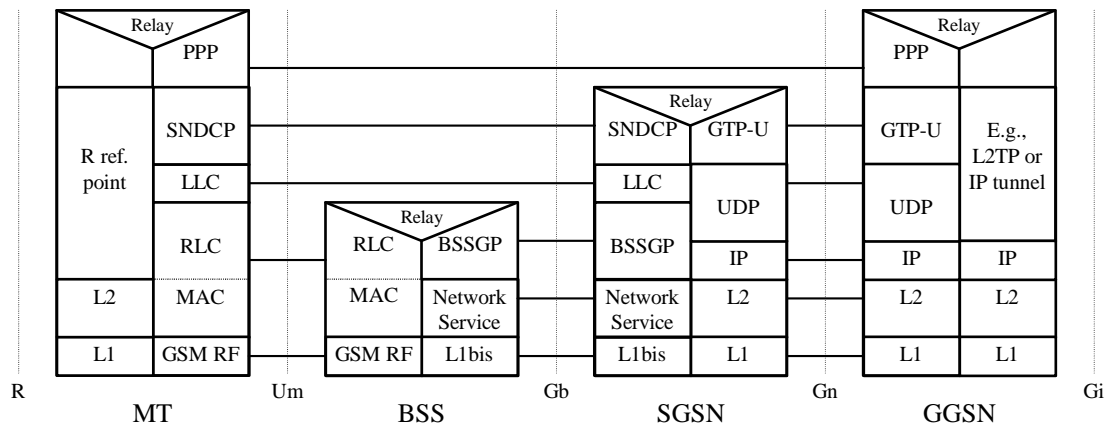 Relay
Relay
PPP
PPP
Relay
SNDCP
SNDCP
GTP-U
GTP-U
E.g.,
L2TP or
IP tunnel
R ref.
point
LLC
LLC
UDP
UDP
Relay
RLC
RLC
BSSGP
BSSGP
IP
IP
IP
L2
MAC
MAC
Network
Service
Network
Service
L2
L2
L2
L1
GSM RF
GSM RF
L1bis
L1bis
L1
L1
L1
R
Um
Gb
Gn
Gi
MT
BSS
SGSN
GGSN